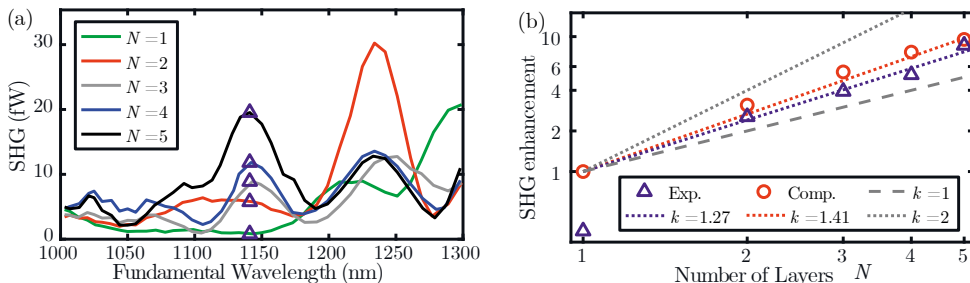 (a)
30
20
10
0
SHG (fW)
N = 1
N = 2
N = 3
N = 4
N = 5
1000 1050 1100 1150 1200 1250 1300
Fundamental Wavelength (nm)
(b)
10
6
4
2
1
SHG enhancement
Exp. Comp. k = 1
k = 1.27 k = 1.41 k = 2
1 2 3 4 5
Number of Layers N